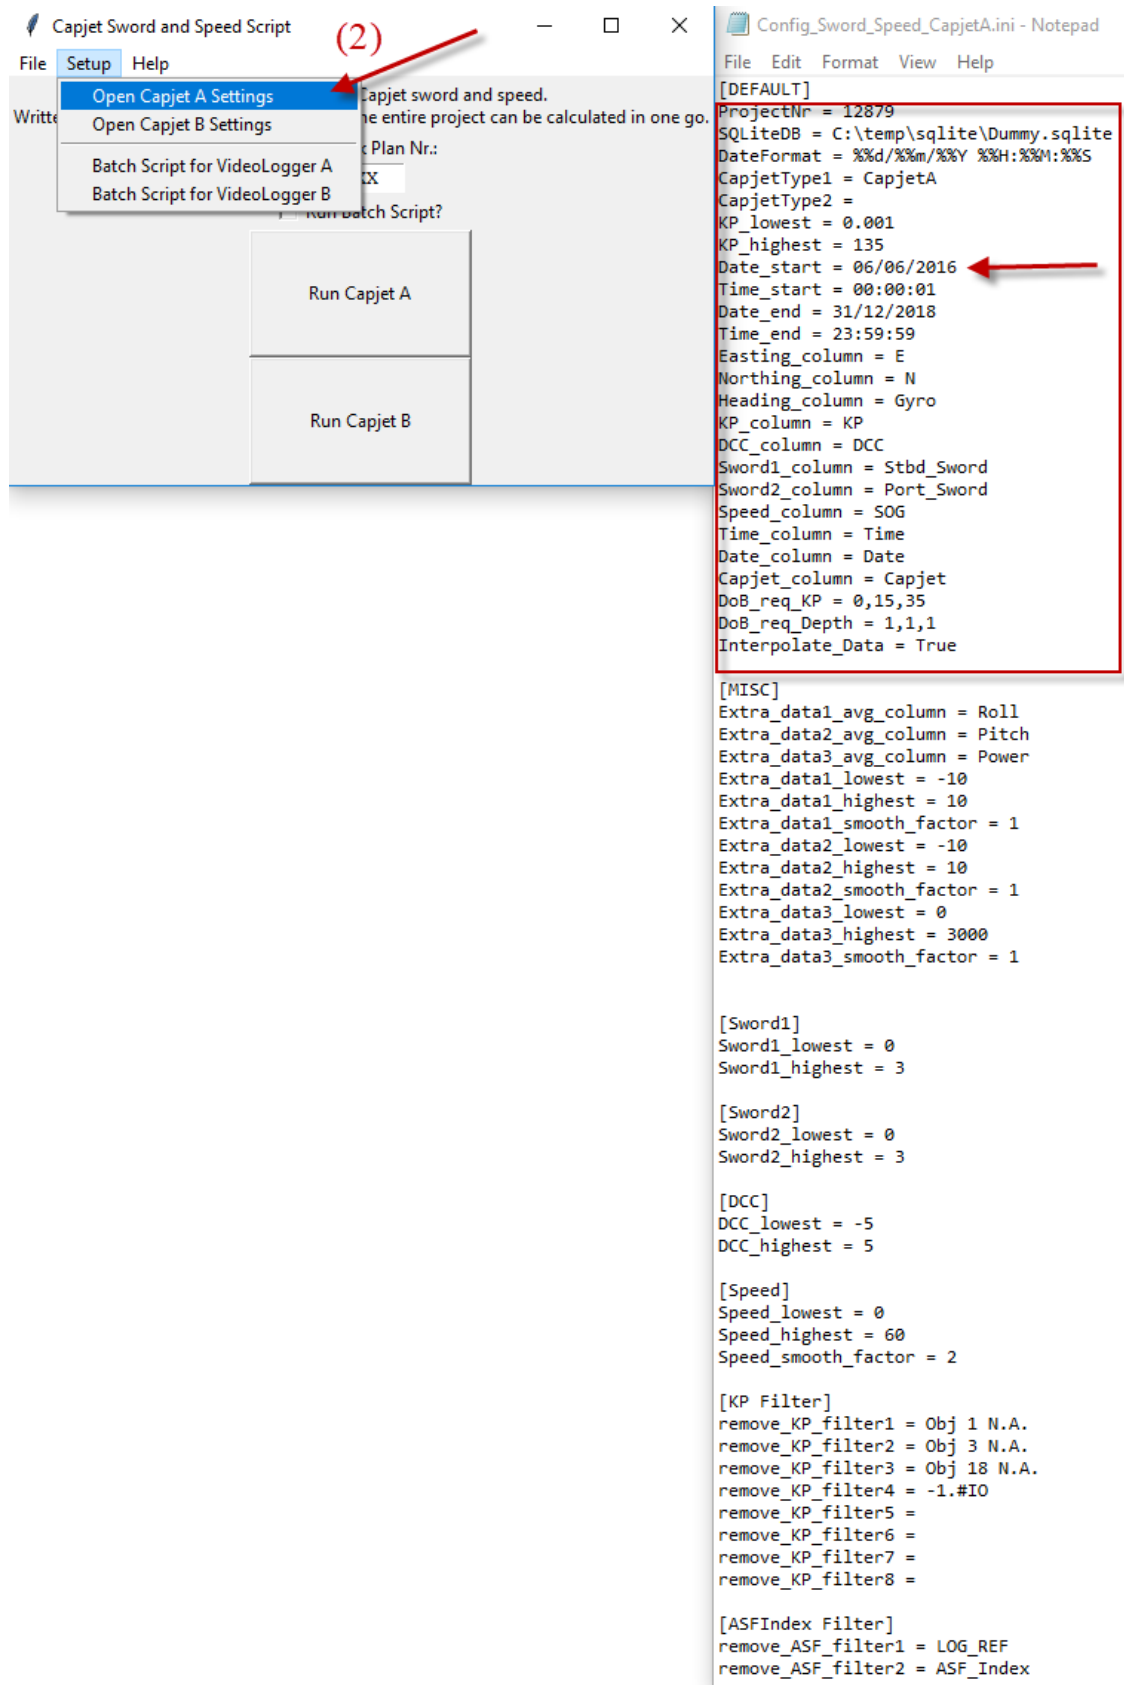 Capjet Sword and Speed Script
(2)
File Setup Help
Open Capjet A Settings
Open Capjet B Settings
Batch Script for VideoLogger A
Batch Script for VideoLogger B
Capjet sword and speed.
Writte
he entire project can be calculated in one go.
Plan Nr.:
XX
Run Batch Script?
Run Capjet A
Run Capjet B
Config_Sword_Speed_CapjetA.ini - Notepad
File Edit Format View Help
[DEFAULT]
ProjectNr = 12879
SQLiteDB = C:\temp\sqlite\Dummy.sqlite
DateFormat = %%d/%%m/%%Y %%H:%%M:%%S
CapjetType1 = CapjetA
CapjetType2 =
KP_lowest = 0.001
KP_highest = 135
Date_start = 06/06/2016
Time_start = 00:00:01
Date_end = 31/12/2018
Time_end = 23:59:59
Easting_column = E
Northing_column = N
Heading_column = Gyro
KP_column = KP
DCC_column = DCC
Sword1_column = Stbd_Sword
Sword2_column = Port_Sword
Speed_column = SOG
Time_column = Time
Date_column = Date
Capjet_column = Capjet
DoB_req_KP = 0,15,35
DoB_req_Depth = 1,1,1
Interpolate_Data = True
[MISC]
Extra_data1_avg_column = Roll
Extra_data2_avg_column = Pitch
Extra_data3_avg_column = Power
Extra_data1_lowest = -10
Extra_data1_highest = 10
Extra_data1_smooth_factor = 1
Extra_data2_lowest = -10
Extra_data2_highest = 10
Extra_data2_smooth_factor = 1
Extra_data3_lowest = 0
Extra_data3_highest = 3000
Extra_data3_smooth_factor = 1
[Sword1]
Sword1_lowest = 0
Sword1_highest = 3
[Sword2]
Sword2_lowest = 0
Sword2_highest = 3
[DCC]
DCC_lowest = -5
DCC_highest = 5
[Speed]
Speed_lowest = 0
Speed_highest = 60
Speed_smooth_factor = 2
[KP Filter]
remove_KP_filter1 = Obj 1 N.A.
remove_KP_filter2 = Obj 3 N.A.
remove_KP_filter3 = Obj 18 N.A.
remove_KP_filter4 = -1.#IO
remove_KP_filter5 =
remove_KP_filter6 =
remove_KP_filter7 =
remove_KP_filter8 =
[ASFIndex Filter]
remove_ASF_filter1 = LOG_REF
remove_ASF_filter2 = ASF_Index